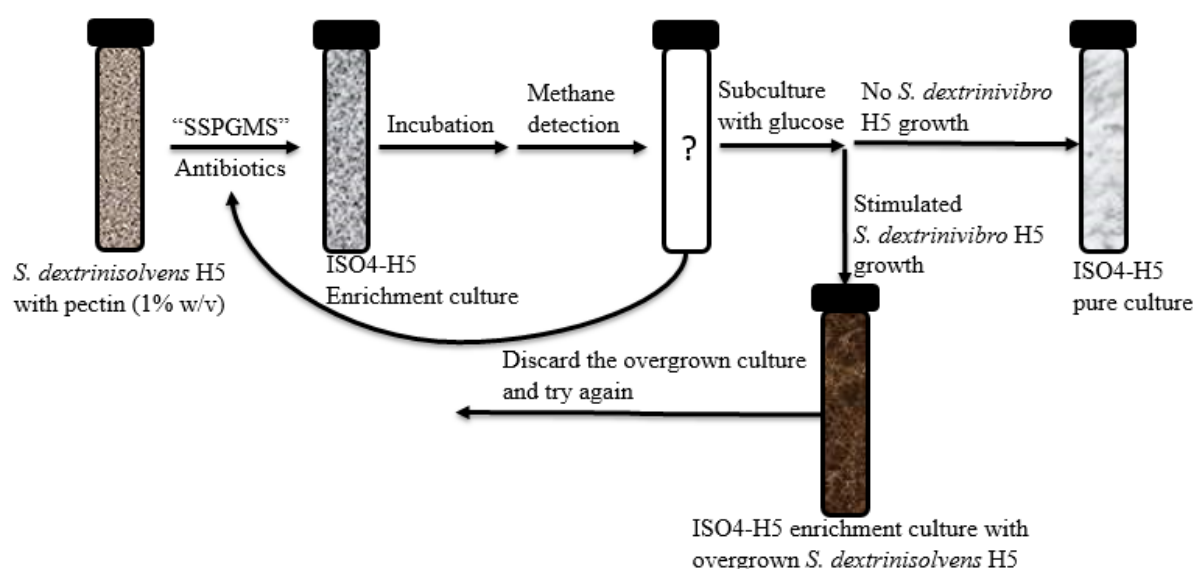 "SSPGMS"
Antibiotics
Incubation
Methane
detection
?
Subculture
with glucose
No S. dextrinivibro
H5 growth
Stimulated
S. dextrinivibro H5
growth
S. dextrinisolvens H5
with pectin (1% w/v)
ISO4-H5
Enrichment culture
ISO4-H5
pure culture
Discard the overgrown culture
and try again
ISO4-H5 enrichment culture with
overgrown S. dextrinisolvens H5